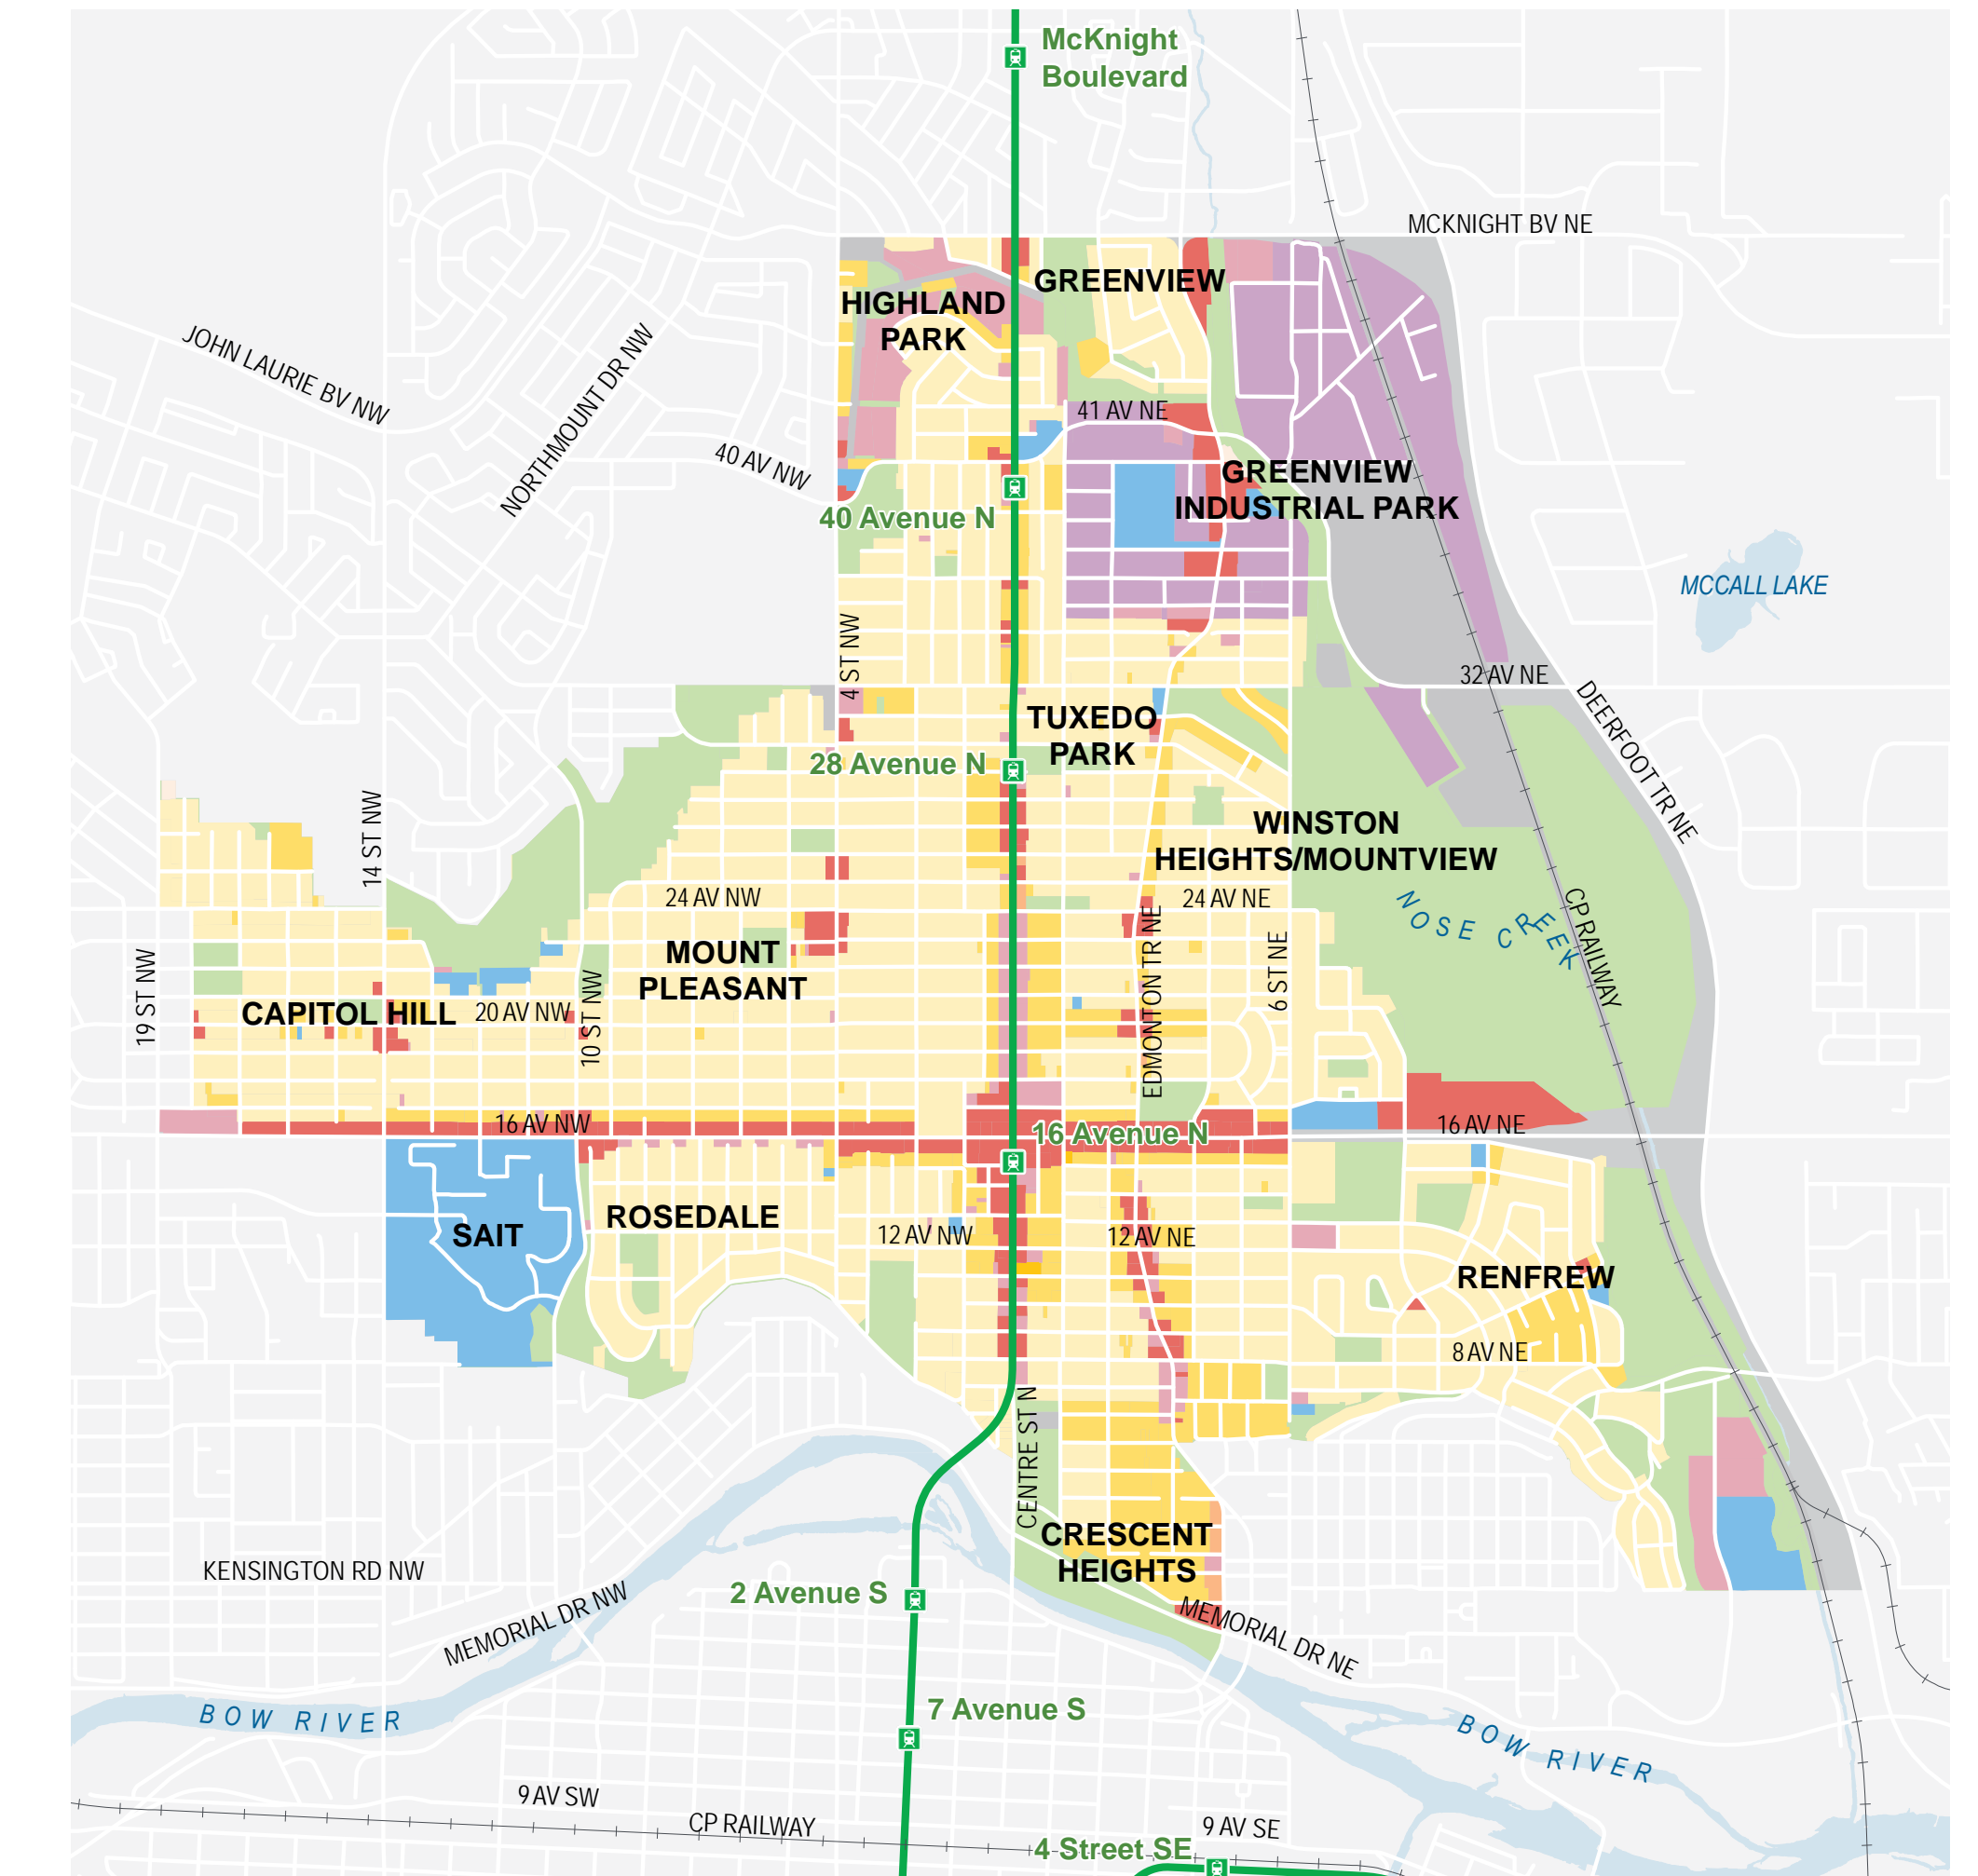 McKnight
Boulevard
MCKNIGHT BV NE
GREENVIEW
HIGHLAND
PARK
JOHN LAURIE BV NW
NORTHMOUNT DR NW
40 AV NW
41 AV NE
GREENVIEW
INDUSTRIAL PARK
40 Avenue N
MCCALL LAKE
4 ST NW
32 AV NE
DEERFOOT TR NE
TUXEDO
PARK
28 Avenue N
14 ST NW
WINSTON
HEIGHTS/MOUNTVIEW
24 AV NW
24 AV NE
NOSE CREEK
CP RAILWAY
MOUNT
PLEASANT
EDMONTON TR NE
6 ST NE
19 ST NW
CAPITOL HILL
20 AV NW
10 ST NW
16 AV NW
16 Avenue N
16 AV NE
SAIT
ROSEDALE
12 AV NW
12 AV NE
RENFREW
8 AV NE
CENTRE ST N
CRESCENT
HEIGHTS
KENSINGTON RD NW
MEMORIAL DR NW
2 Avenue S
MEMORIAL DR NE
BOW RIVER
7 Avenue S
BOW RIVER
9 AV SW
CP RAILWAY
9 AV SE
4 Street SE